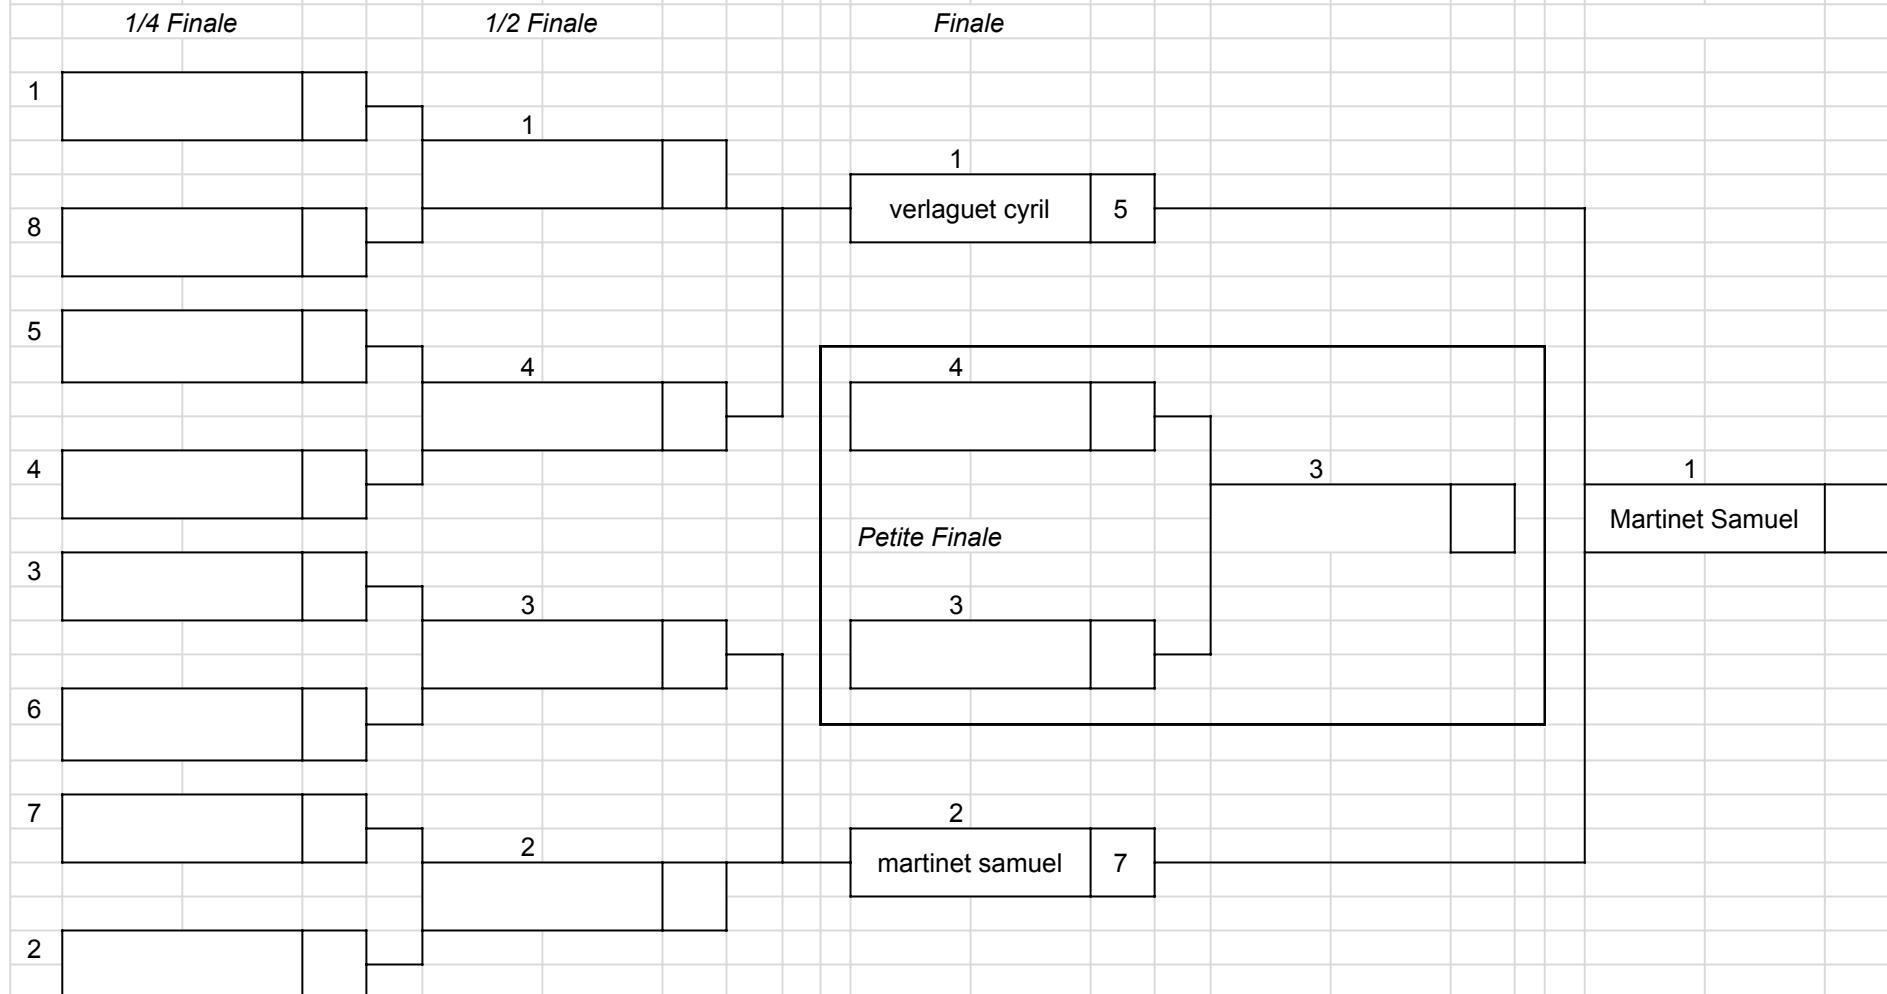 1/4 Finale 1/2 Finale Finale
1
1
1
verlaguet cyril 5
8
5
4 4
4 3 1
Martinet Samuel
Petite Finale
3
3 3
6
7 2
2
martinet samuel 7
2